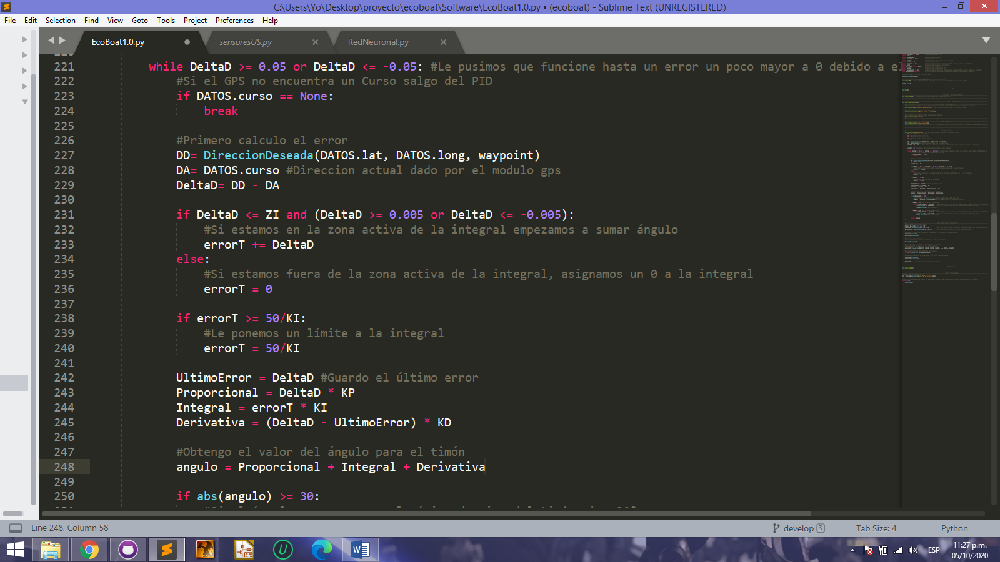 C:\Users\Yo\Desktop\proyecto\ecoboat\Software\EcoBoat1.0.py • (ecoboat) - Sublime Text (UNREGISTERED)
File Edit Selection Find View Goto Tools Project Preferences Help
EcoBoat1.0.py sensoresUS.py RedNeuronal.py
221 while DeltaD >= 0.05 or DeltaD <= -0.05: #Le pusimos que funcione hasta un error un poco mayor a 0 debido a el
222 #Si el GPS no encuentra un Curso salgo del PID
223 if DATOS.curso == None:
224 break
225
226 #Primero calculo el error
227 DD= DireccionDeseada(DATOS.lat, DATOS.long, waypoint)
228 DA= DATOS.curso #Direccion actual dado por el modulo gps
229 DeltaD= DD - DA
230
231 if DeltaD <= ZI and (DeltaD >= 0.005 or DeltaD <= -0.005):
232 #Si estamos en la zona activa de la integral empezamos a sumar ángulo
233 errorT += DeltaD
234 else:
235 #Si estamos fuera de la zona activa de la integral, asignamos un 0 a la integral
236 errorT = 0
237
238 if errorT >= 50/KI:
239 #Le ponemos un límite a la integral
240 errorT = 50/KI
241
242 UltimoError = DeltaD #Guardo el último error
243 Proporcional = DeltaD * KP
244 Integral = errorT * KI
245 Derivativa = (DeltaD - UltimoError) * KD
246
247 #Obtengo el valor del ángulo para el timón
248 angulo = Proporcional + Integral + Derivativa
249
250 if abs(angulo) >= 30:
Line 248, Column 58 develop 3 Tab Size: 4 Python
ESP
11:27 p.m.
05/10/2020